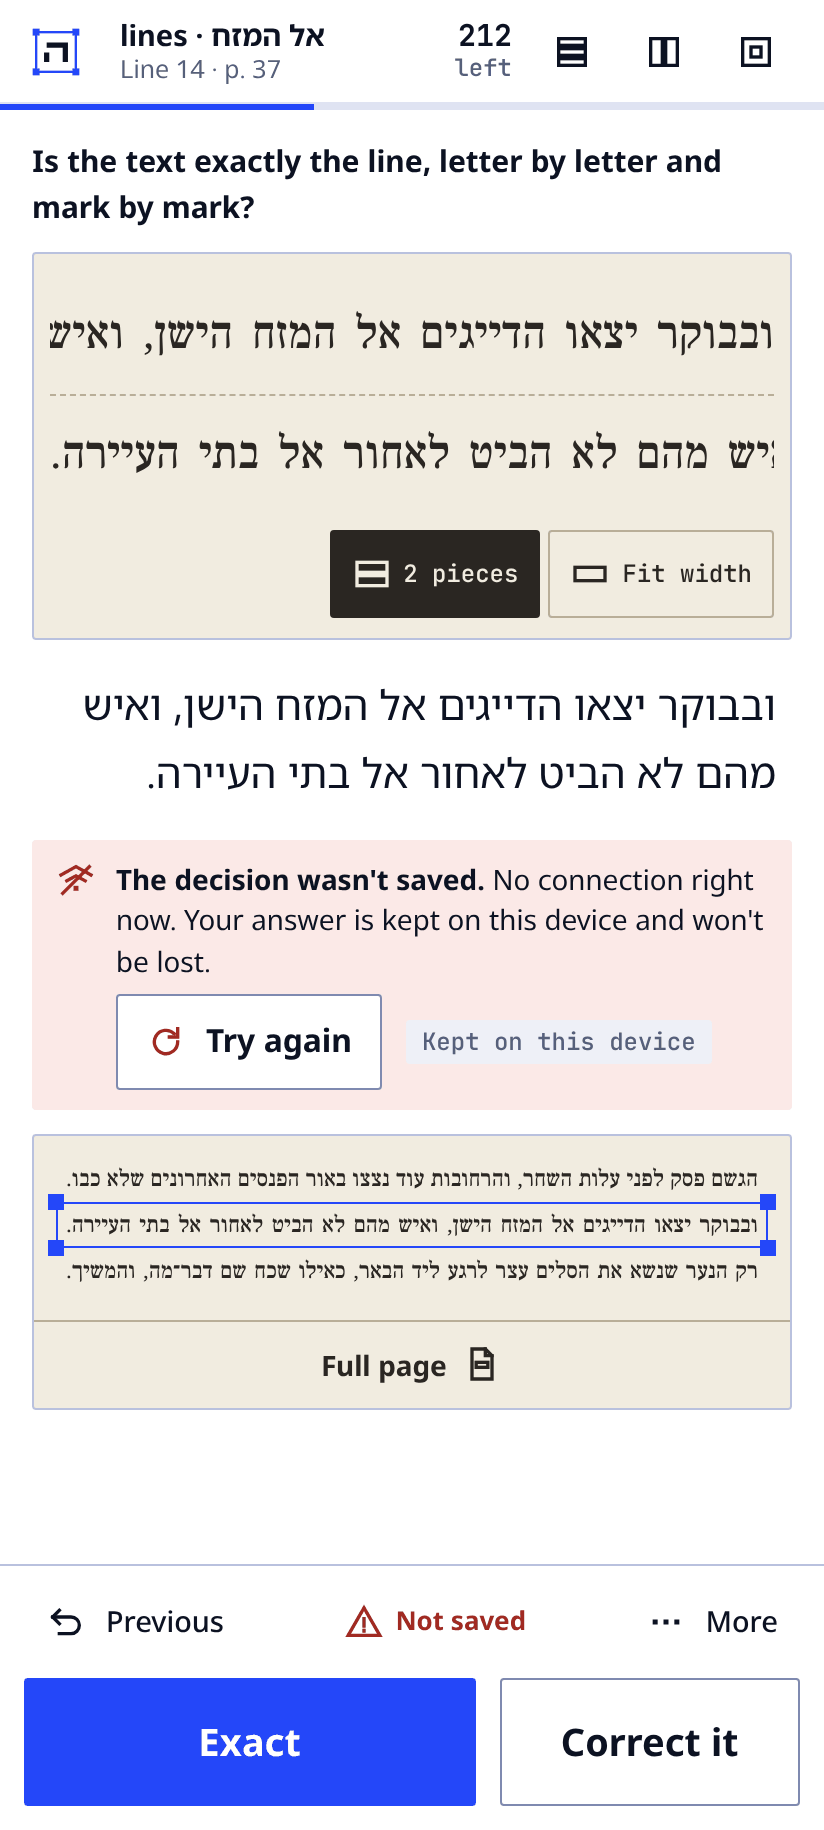 ה
lines · אל המזח
Line 14 · p. 37
212
left
Is the text exactly the line, letter by letter and
mark by mark?
ובבוקר יצאו הדייגים אל המזח הישן, ואיש
איש מהם לא הביט לאחור אל בתי העיירה.
2 pieces
Fit width
ובבוקר יצאו הדייגים אל המזח הישן, ואיש
מהם לא הביט לאחור אל בתי העיירה.
The decision wasn't saved. No connection right
now. Your answer is kept on this device and won't
be lost.
Try again
Kept on this device
הגשם פסק לפני עלות השחר, והרחובות עוד נצצו באור הפנסים האחרונים שלא כבו.
ובבוקר יצאו הדייגים אל המזח הישן, ואיש מהם לא הביט לאחור אל בתי העיירה.
רק הנער שנשא את הסלים עצר לרגע ליד הבאר, כאילו שכח שם דבר־מה, והמשיך.
Full page
Previous
Not saved
More
Exact
Correct it